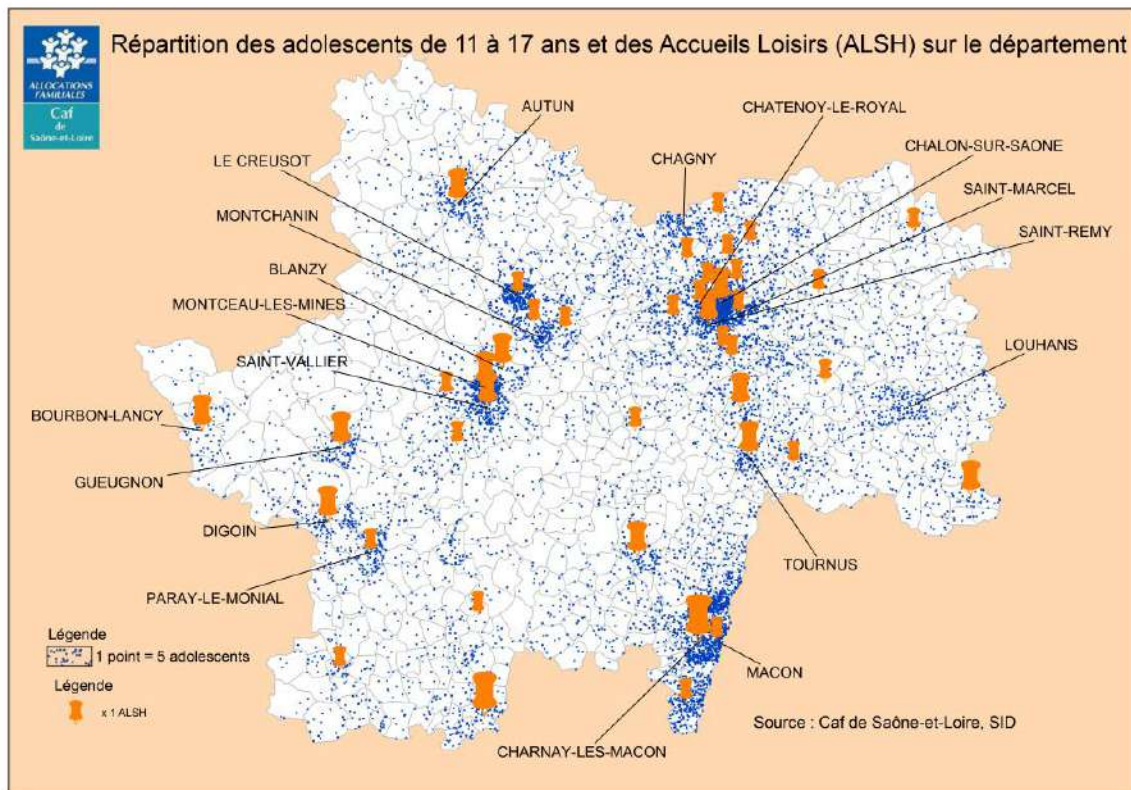 Répartition des adolescents de 11 à 17 ans et des Accueils Loisirs (ALSH) sur le département
ALLOCATIONS
FAMILIALES
Caf
de
Saône-et-Loire
AUTUN
CHATENOY-LE-ROYAL
LE CREUSOT
CHAGNY
CHALON-SUR-SAONE
MONTCHANIN
SAINT-MARCEL
BLANZY
SAINT-REMY
MONTCEAU-LES-MINES
SAINT-VALLIER
LOUHANS
BOURBON-LANCY
GUEUGNON
DIGOIN
TOURNUS
PARAY-LE-MONIAL
Légende
1 point = 5 adolescents
MACON
Légende
x 1 ALSH
Source : Caf de Saône-et-Loire, SID
CHARNAY-LES-MACON